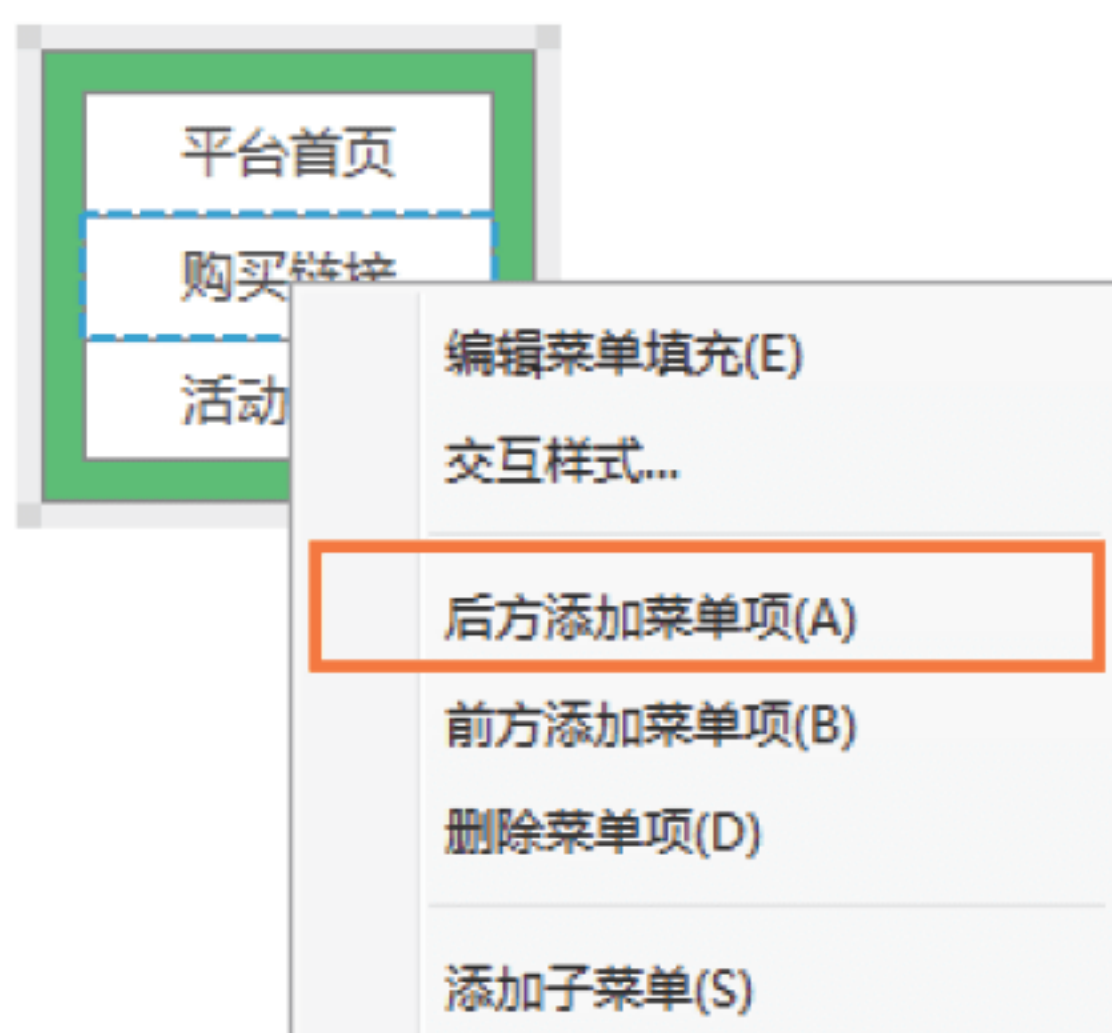 平台首页
购买链接
活动
编辑菜单填充(E)
交互样式...
后方添加菜单项(A)
前方添加菜单项(B)
删除菜单项(D)
添加子菜单(S)